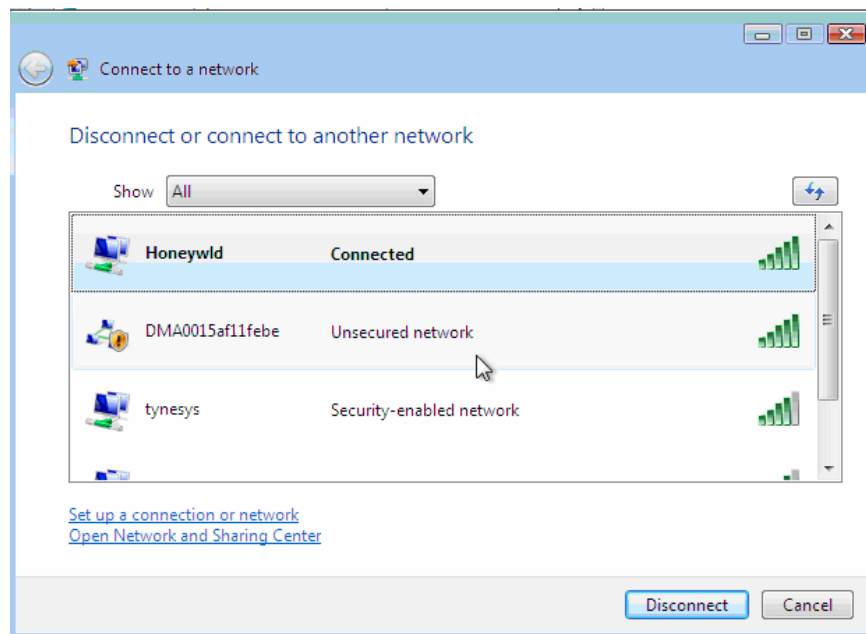 Connect to a network
Disconnect or connect to another network
Show All
Honeywld Connected
DMA0015af11febe Unsecured network
tynesys Security-enabled network
Set up a connection or network
Open Network and Sharing Center
Disconnect Cancel